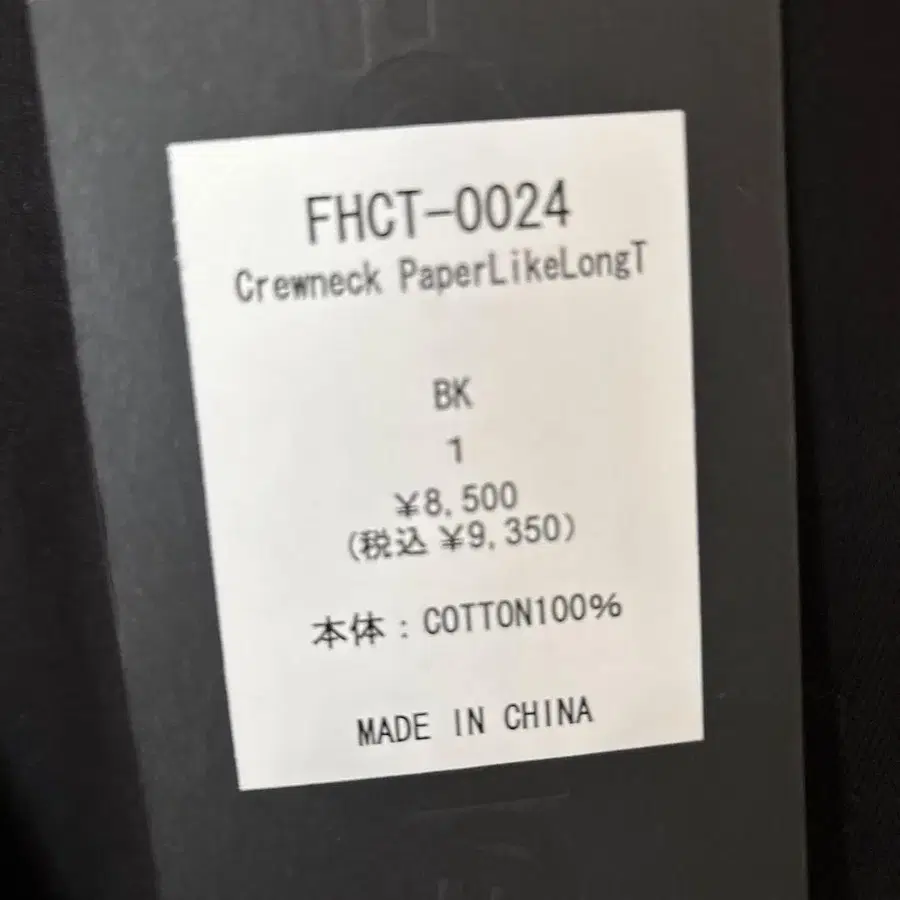 FHCT-0024
Crewneck PaperLikeLongT
BK
1
¥8,500
(税込 ¥9,350)
本体：COTTON100%
MADE IN CHINA